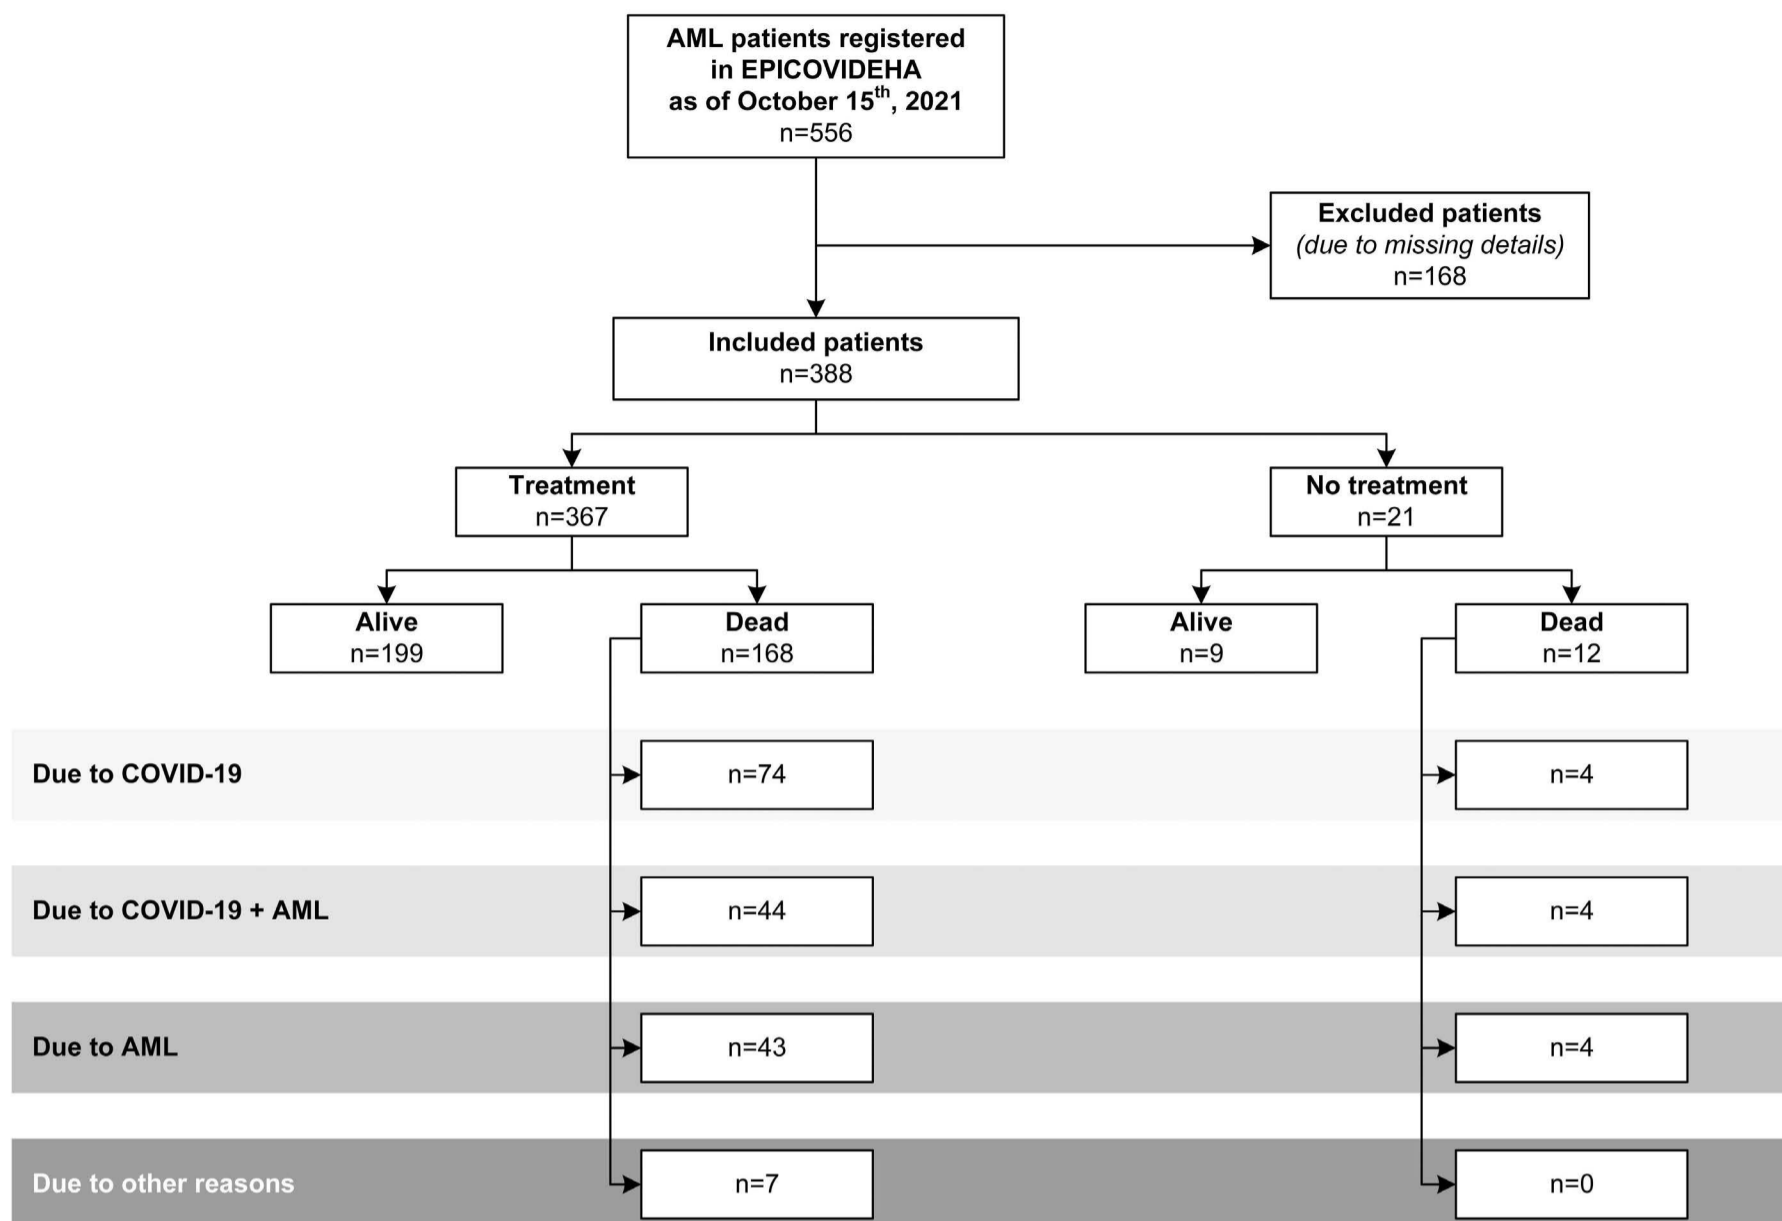 AML patients registered
in EPICOVIDEHA
as of October 15th, 2021
n=556
Excluded patients
(due to missing details)
n=168
Included patients
n=388
Treatment
n=367
No treatment
n=21
Alive
n=199
Dead
n=168
Alive
n=9
Dead
n=12
Due to COVID-19
n=74
n=4
Due to COVID-19 + AML
n=44
n=4
Due to AML
n=43
n=4
Due to other reasons
n=7
n=0